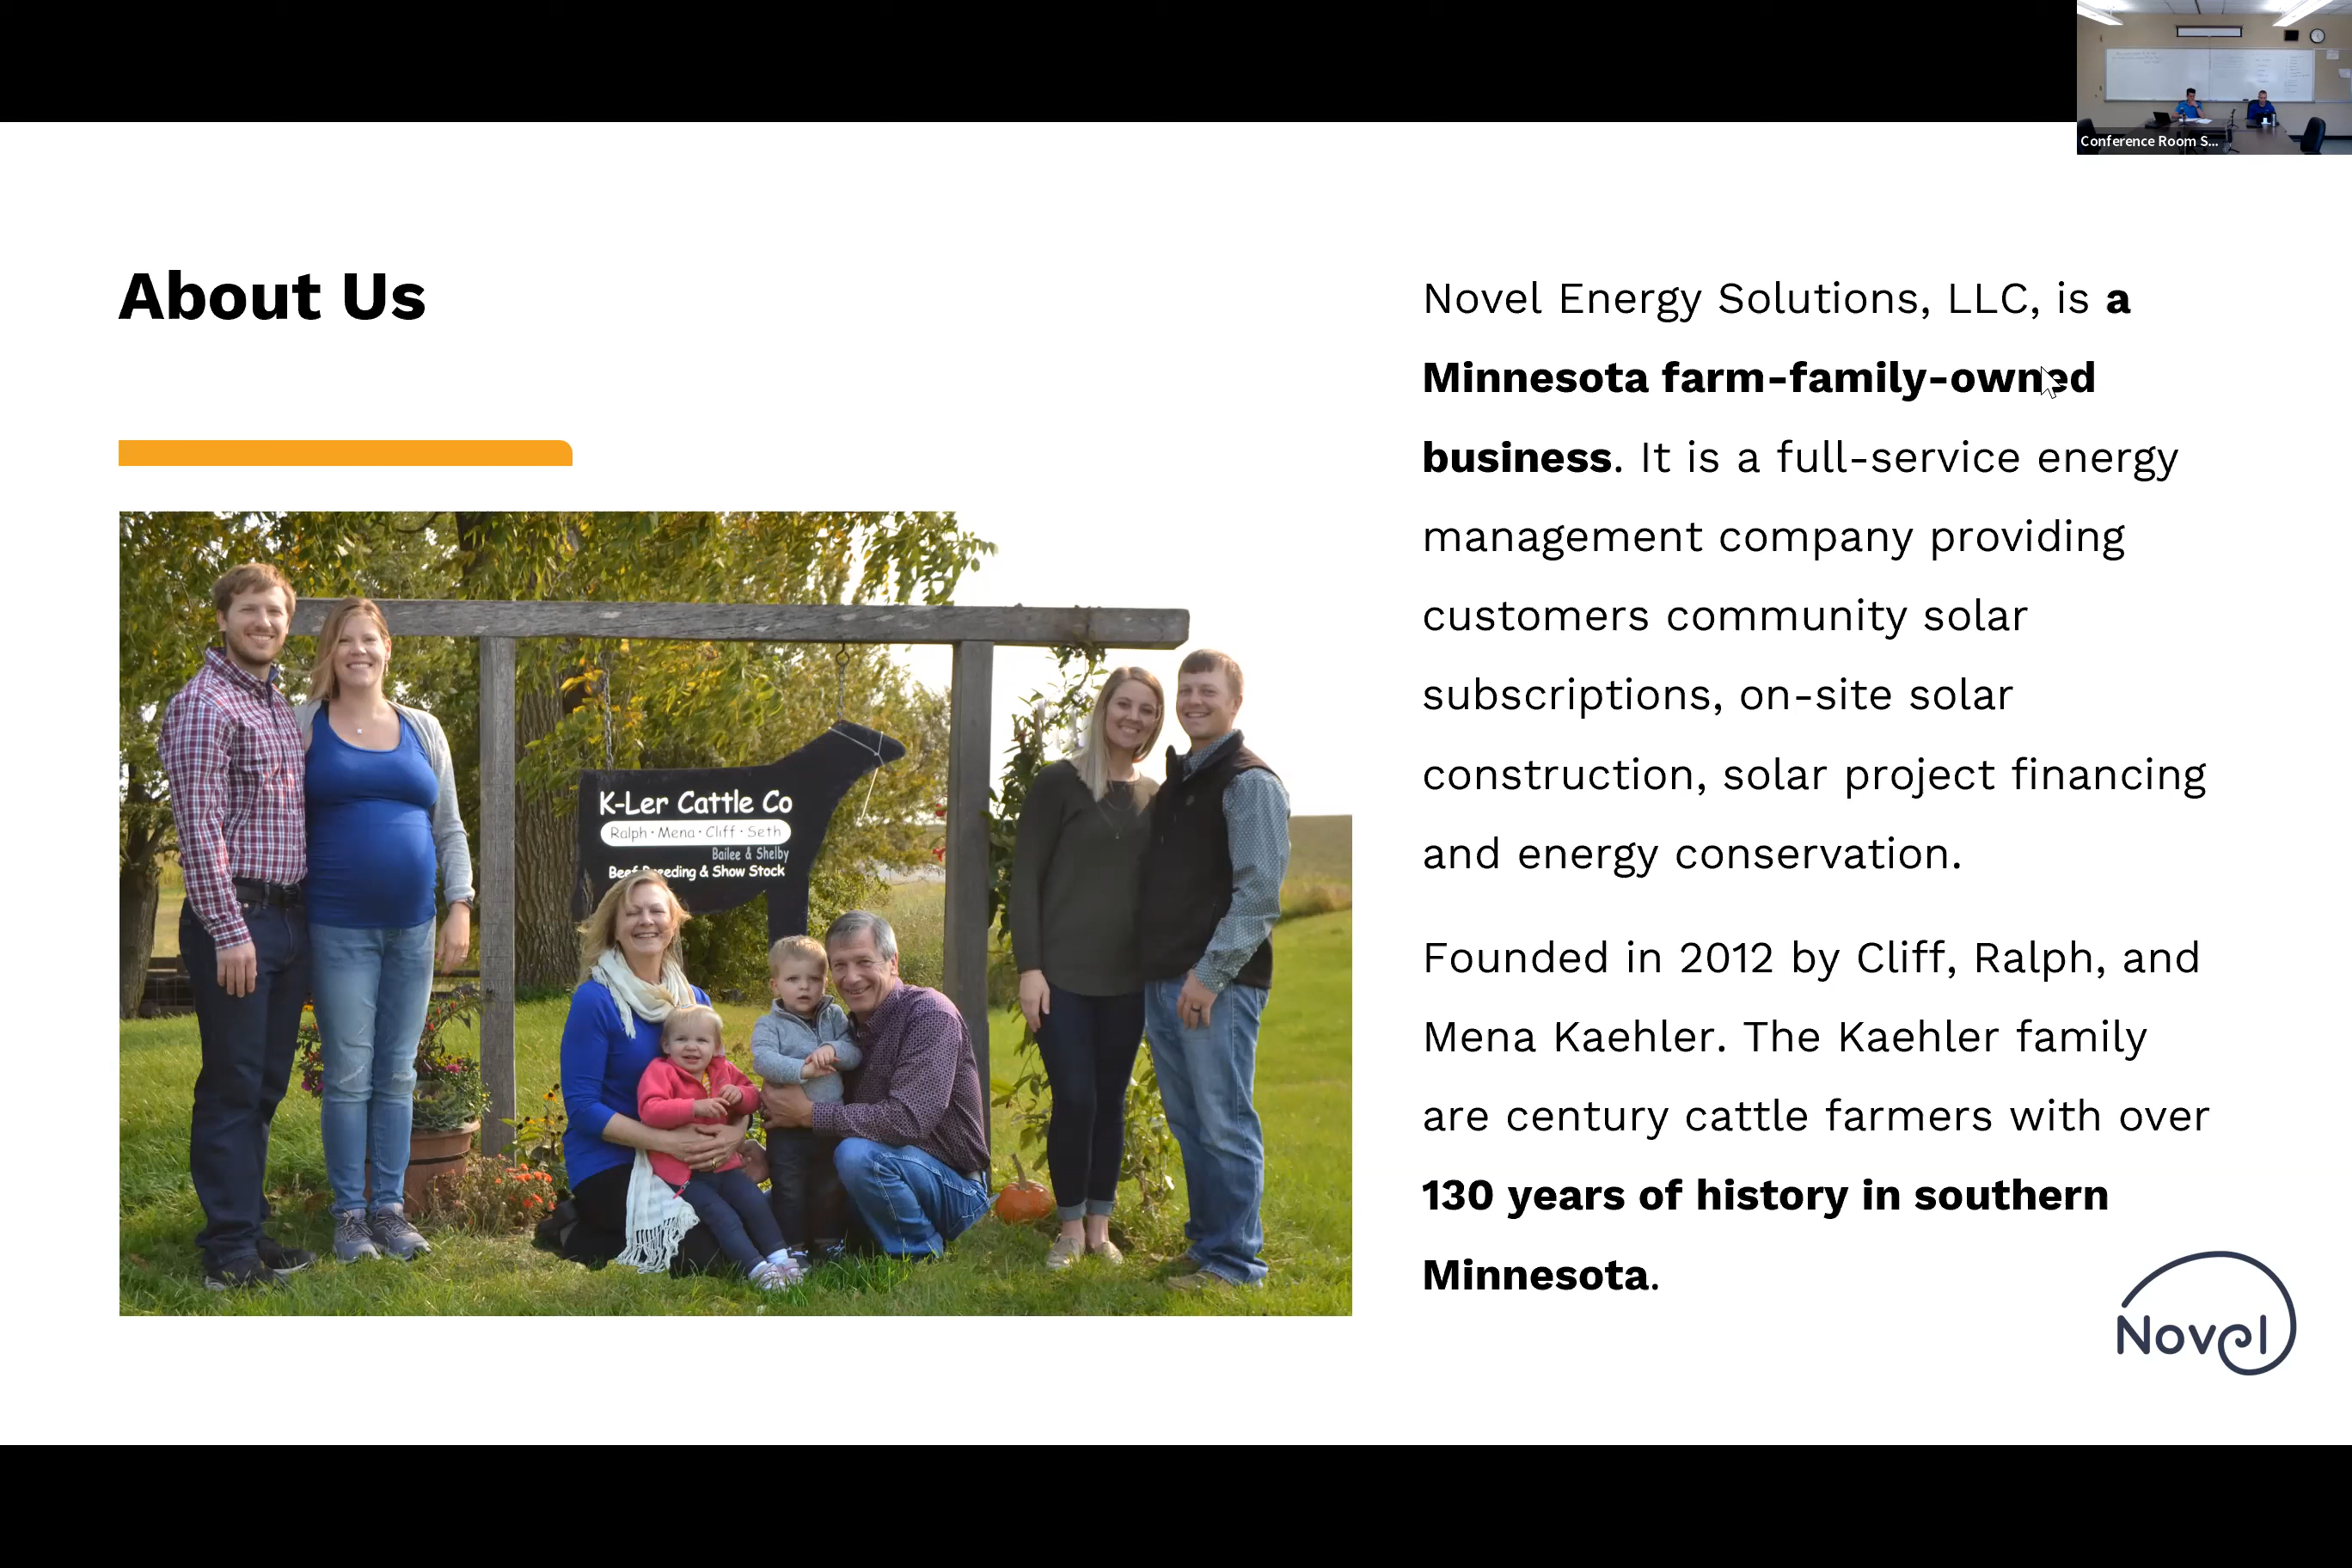 Conference Room S...
About Us
Novel Energy Solutions, LLC, is a
Minnesota farm-family-owned
business. It is a full-service energy
management company providing
customers community solar
subscriptions, on-site solar
construction, solar project financing
and energy conservation.
Founded in 2012 by Cliff, Ralph, and
Mena Kaehler. The Kaehler family
are century cattle farmers with over
130 years of history in southern
Minnesota.
K-Ler Cattle Co
Ralph • Mena • Cliff • Seth
Bailee & Shelby
Beef Breeding & Show Stock
Novel